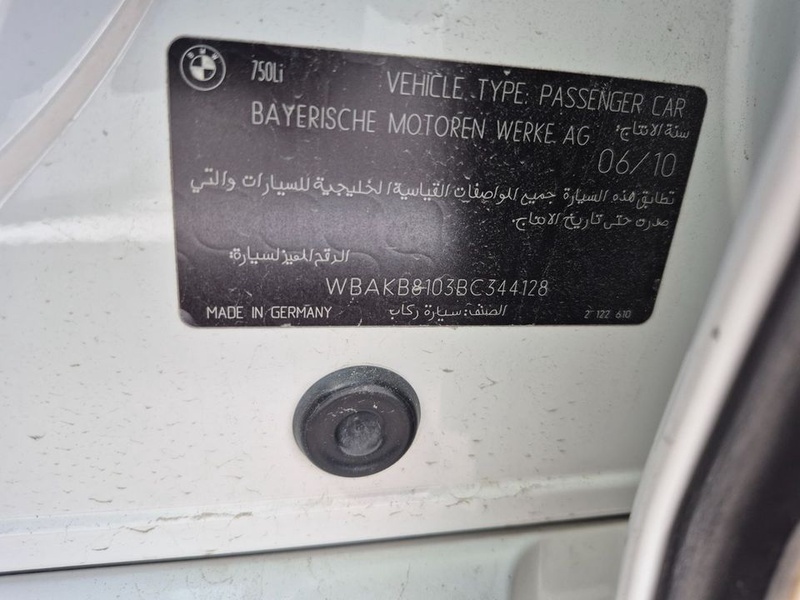 BMW
750Li
VEHICLE TYPE: PASSENGER CAR
BAYERISCHE MOTOREN WERKE AG
سنة الانتاج:
06/10
تطابق هذه السيارة جميع المواصفات القياسية الخليجية للسيارات والتي
صدرت حتى تاريخ الانتاج.
الرقم المميز للسيارة:
WBAKB8103BC344128
MADE IN GERMANY
الصنف: سيارة ركاب
2 122 610